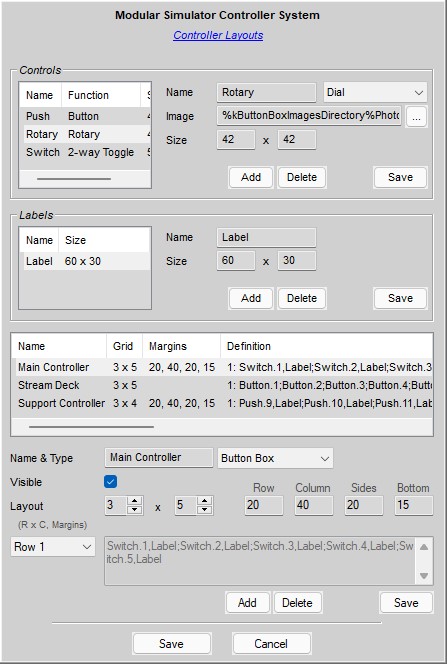 Modular Simulator Controller System
Controller Layouts
Controls
Name Function S
Push Button 4
Rotary Rotary 4
Switch 2-way Toggle 5
Name Rotary Dial
Image %kButtonBoxImagesDirectory%Photo ...
Size 42 x 42
Add Delete Save
Labels
Name Size
Label 60 x 30
Name Label
Size 60 x 30
Add Delete Save
Name Grid Margins Definition
Main Controller 3 x 5 20, 40, 20, 15 1: Switch.1,Label;Switch.2,Label;Switch.3
Stream Deck 3 x 5 1: Button.1;Button.2;Button.3;Button.4;Butt
Support Controller 3 x 4 20, 40, 20, 15 1: Push.9,Label;Push.10,Label;Push.11,Lab
Name & Type Main Controller Button Box
Visible
Row Column Sides Bottom
Layout 3 x 5 20 40 20 15
(R x C, Margins)
Row 1 Switch.1,Label;Switch.2,Label;Switch.3,Label;Switch.4,Label;Sw
itch.5,Label
Add Delete Save
Save Cancel